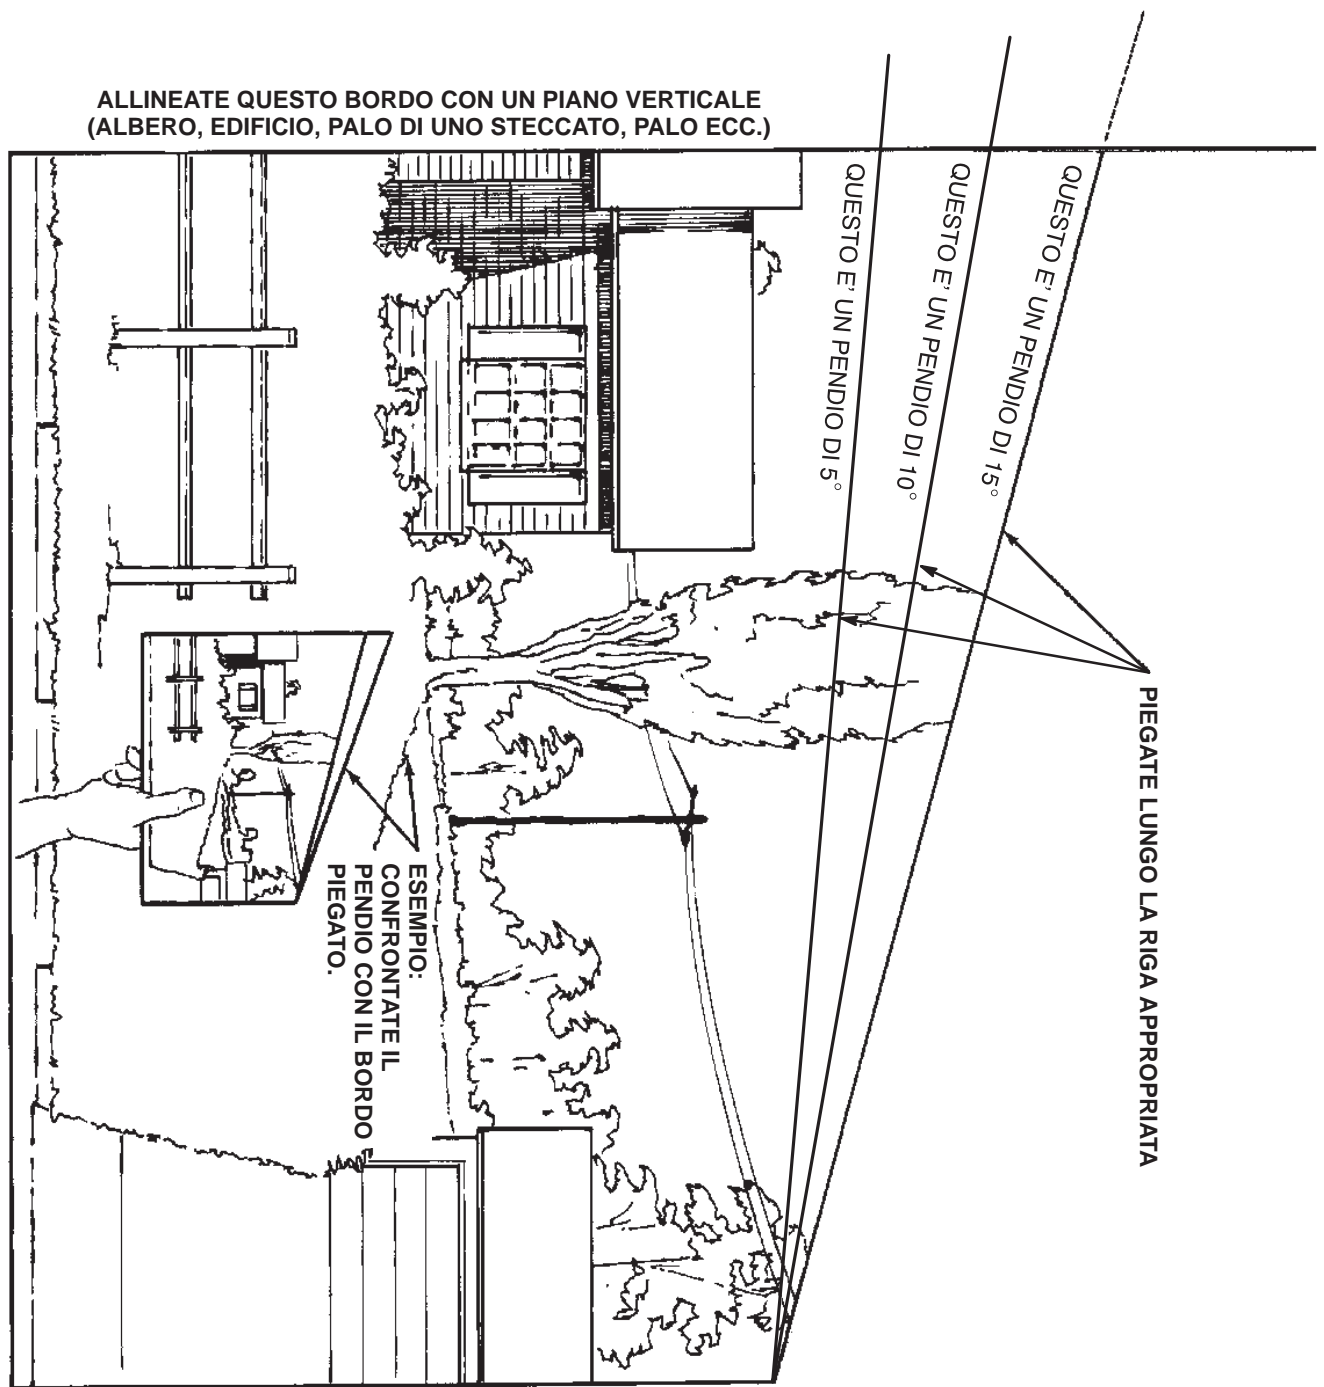 ALLINEATE QUESTO BORDO CON UN PIANO VERTICALE
(ALBERO, EDIFICIO, PALO DI UNO STECCATO, PALO ECC.)
QUESTO E' UN PENDIO DI 15°
QUESTO E' UN PENDIO DI 10°
QUESTO E' UN PENDIO DI 5°
PIEGATE LUNGO LA RIGA APPROPRIATA
ESEMPIO:
CONFRONTATE IL
PENDIO CON IL BORDO
PIEGATO.